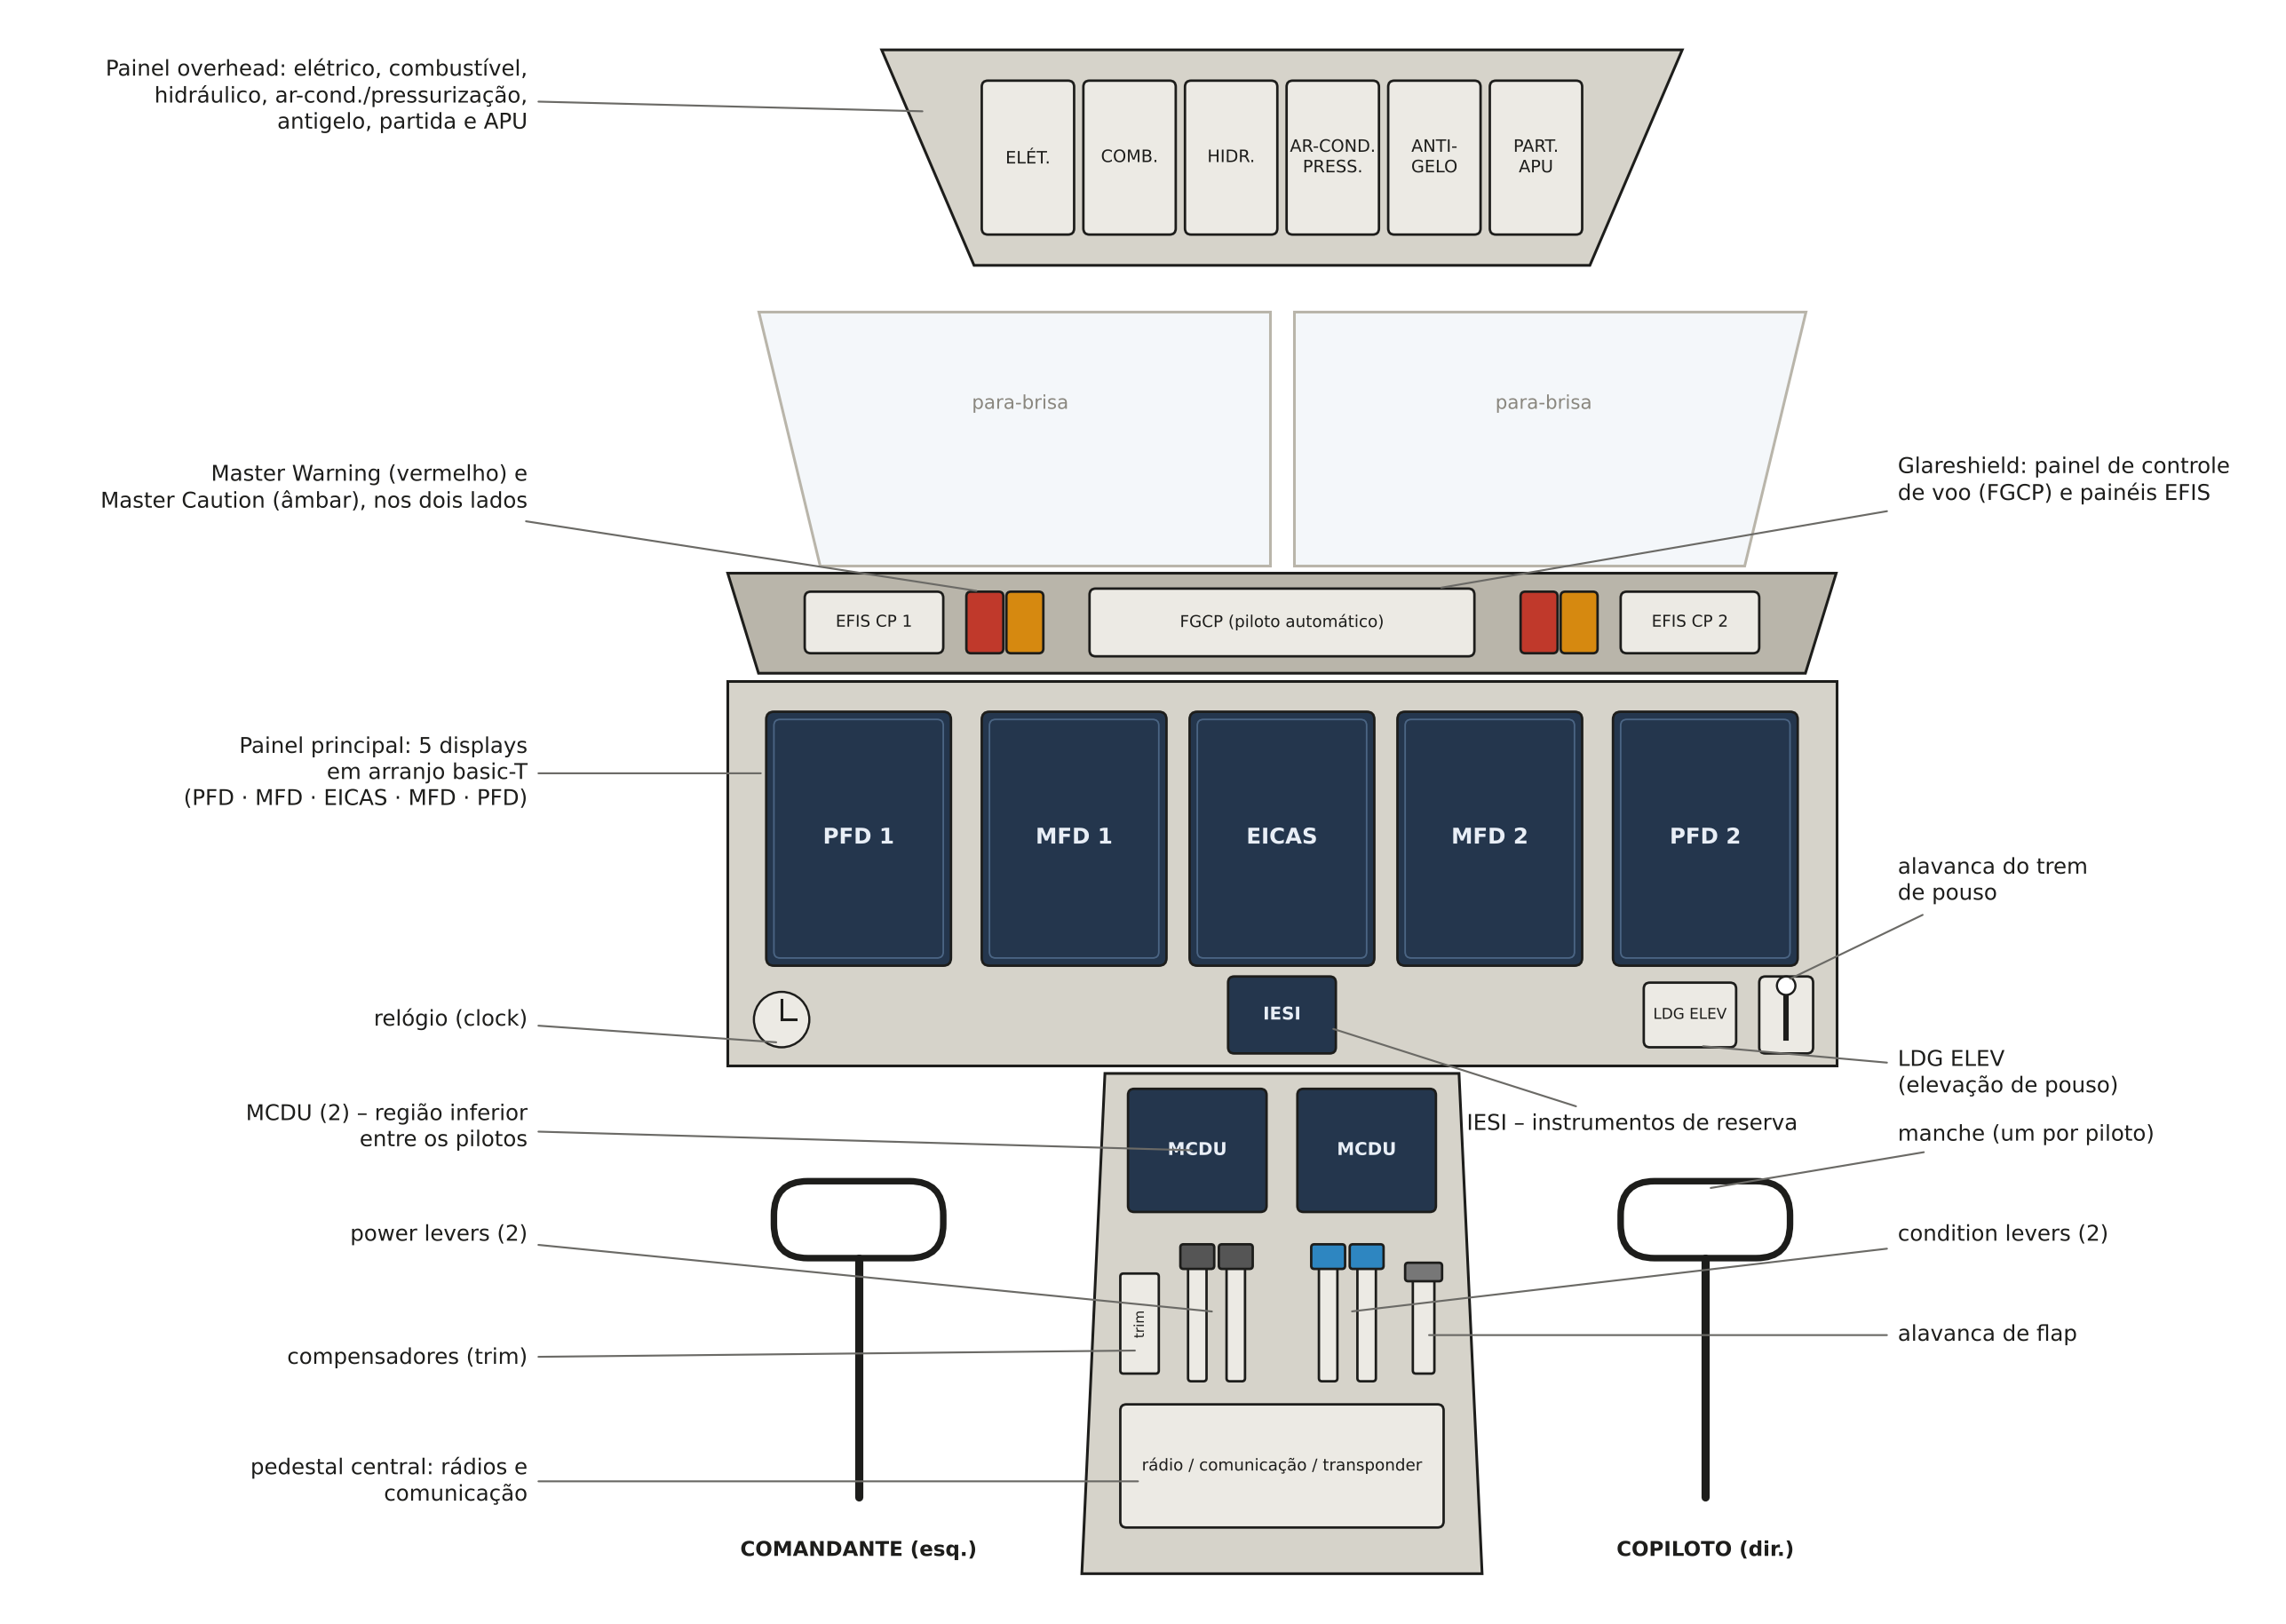 Painel overhead: elétrico, combustível,
hidráulico, ar-cond./pressurização,
antigelo, partida e APU
ELÉT.
COMB.
HIDR.
AR-COND.
PRESS.
ANTI-
GELO
PART.
APU
para-brisa
para-brisa
Master Warning (vermelho) e
Master Caution (âmbar), nos dois lados
Glareshield: painel de controle
de voo (FGCP) e painéis EFIS
EFIS CP 1
FGCP (piloto automático)
EFIS CP 2
Painel principal: 5 displays
em arranjo basic-T
(PFD · MFD · EICAS · MFD · PFD)
PFD 1
MFD 1
EICAS
MFD 2
PFD 2
alavanca do trem
de pouso
relógio (clock)
IESI
LDG ELEV
LDG ELEV
(elevação de pouso)
MCDU (2) – região inferior
entre os pilotos
MCDU
MCDU
IESI – instrumentos de reserva
manche (um por piloto)
power levers (2)
condition levers (2)
trim
compensadores (trim)
alavanca de flap
pedestal central: rádios e
comunicação
rádio / comunicação / transponder
COMANDANTE (esq.)
COPILOTO (dir.)